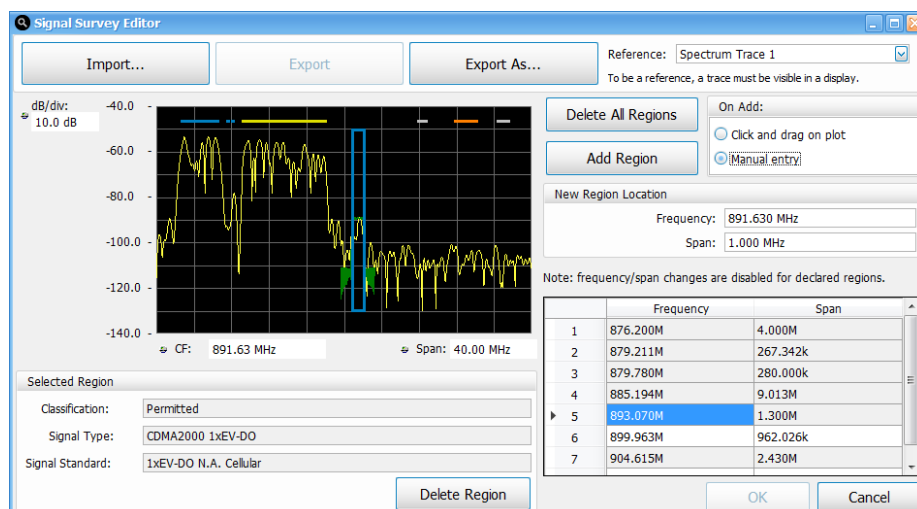 Signal Survey Editor
Import...
Export
Export As...
Reference: Spectrum Trace 1
To be a reference, a trace must be visible in a display.
dB/div:
10.0 dB
-40.0
-60.0
-80.0
-100.0
-120.0
-140.0
CF: 891.63 MHz
Span: 40.00 MHz
Delete All Regions
Add Region
On Add:
Click and drag on plot
Manual entry
New Region Location
Frequency: 891.630 MHz
Span: 1.000 MHz
Note: frequency/span changes are disabled for declared regions.
Frequency Span
1 876.200M 4.000M
2 879.211M 267.342k
3 879.780M 280.000k
4 885.194M 9.013M
5 893.070M 1.300M
6 899.963M 962.026k
7 904.615M 2.430M
Selected Region
Classification: Permitted
Signal Type: CDMA2000 1xEV-DO
Signal Standard: 1xEV-DO N.A. Cellular
Delete Region
OK
Cancel